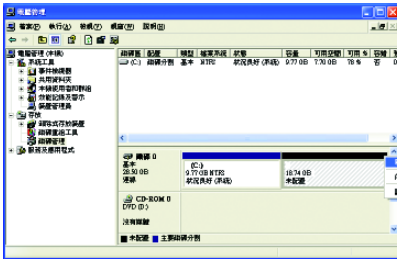 電腦管理
檔案(F) 執行(A) 檢視(V) 視窗(W) 說明(H)
電腦管理 (本機)
系統工具
事件檢視器
共用資料夾
本機使用者和群組
效能記錄及警示
裝置管理員
存放
卸除式存放裝置
磁碟重組工具
磁碟管理
服務及應用程式
磁碟區 配置 類型 檔案系統 狀態 容量 可用空間 可用 % 容錯
(C:) 磁碟分割 基本 NTFS 狀況良好 (系統) 9.77 GB 7.70 GB 78 % 否
磁碟 0
基本
28.50 GB
連線
(C:)
9.77 GB NTFS
狀況良好 (系統)
18.74 GB
未配置
CD-ROM 0
DVD (D:)
沒有媒體
未配置 主要磁碟分割